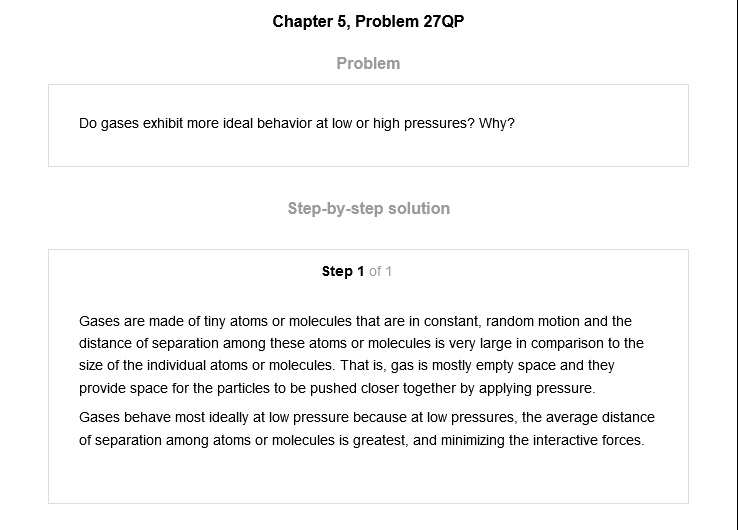 Chapter 5, Problem 27QP
Problem
Do gases exhibit more ideal behavior at low or high pressures? Why?
Step-by-step solution
Step 1 of 1
Gases are made of tiny atoms or molecules that are in constant, random motion and the
distance of separation among these atoms or molecules is very large in comparison to the
size of the individual atoms or molecules. That is, gas is mostly empty space and they
provide space for the particles to be pushed closer together by applying pressure.
Gases behave most ideally at low pressure because at low pressures, the average distance
of separation among atoms or molecules is greatest, and minimizing the interactive forces.